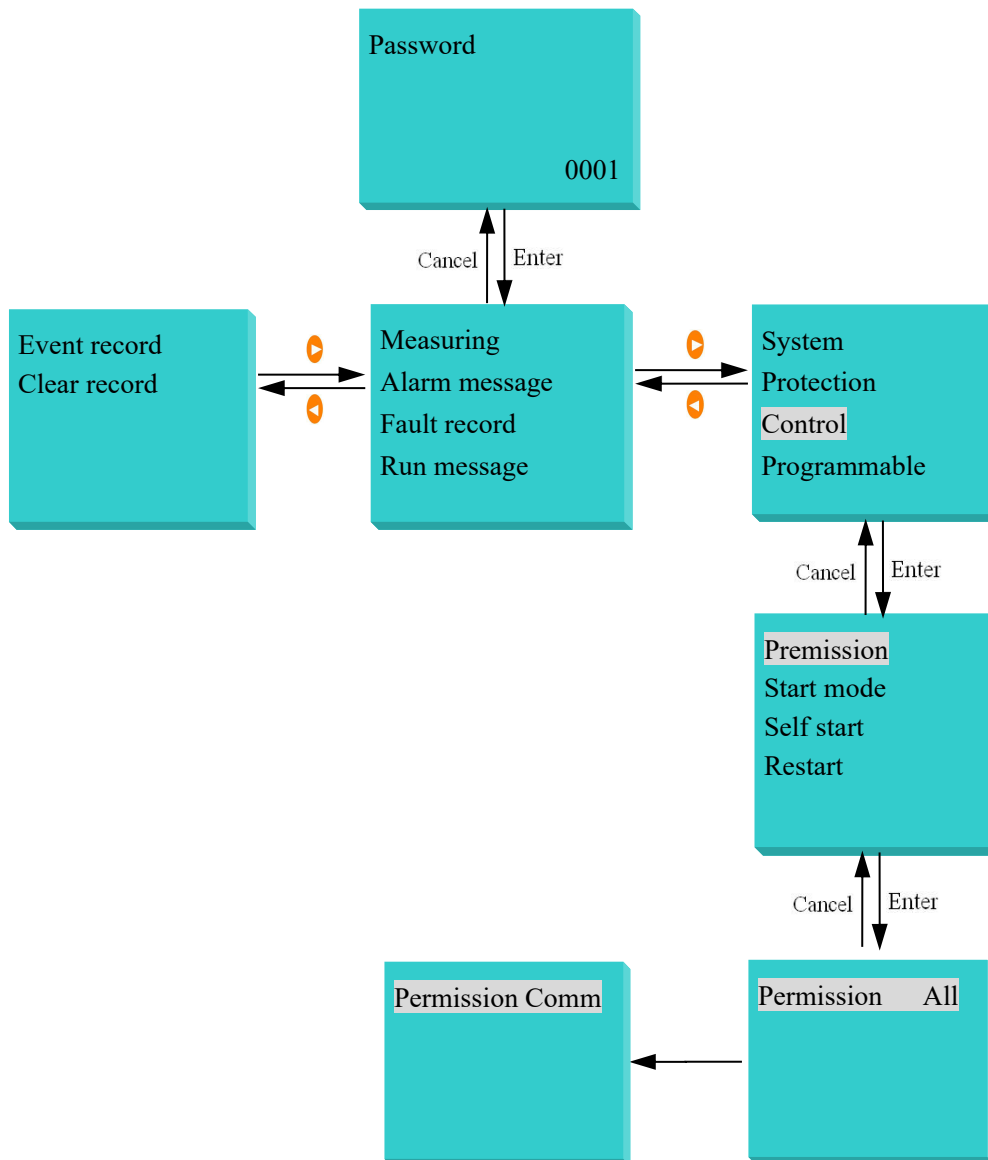 Password
0001
Cancel
Enter
Event record
Clear record
Measuring
Alarm message
Fault record
Run message
System
Protection
Control
Programmable
Cancel
Enter
Premission
Start mode
Self start
Restart
Cancel
Enter
Permission Comm
Permission All